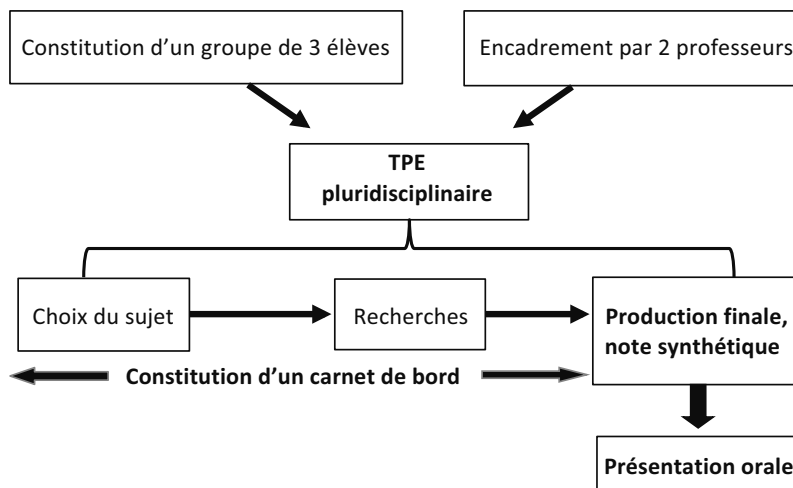 Constitution d’un groupe de 3 élèves
Encadrement par 2 professeurs
TPE
pluridisciplinaire
Choix du sujet
Recherches
Production finale,
note synthétique
Constitution d’un carnet de bord
Présentation orale